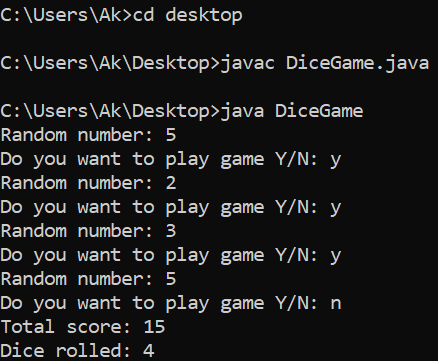 C:\Users\Ak>cd desktop
C:\Users\Ak\Desktop>javac DiceGame.java
C:\Users\Ak\Desktop>java DiceGame
Random number: 5
Do you want to play game Y/N: y
Random number: 2
Do you want to play game Y/N: y
Random number: 3
Do you want to play game Y/N: y
Random number: 5
Do you want to play game Y/N: n
Total score: 15
Dice rolled: 4